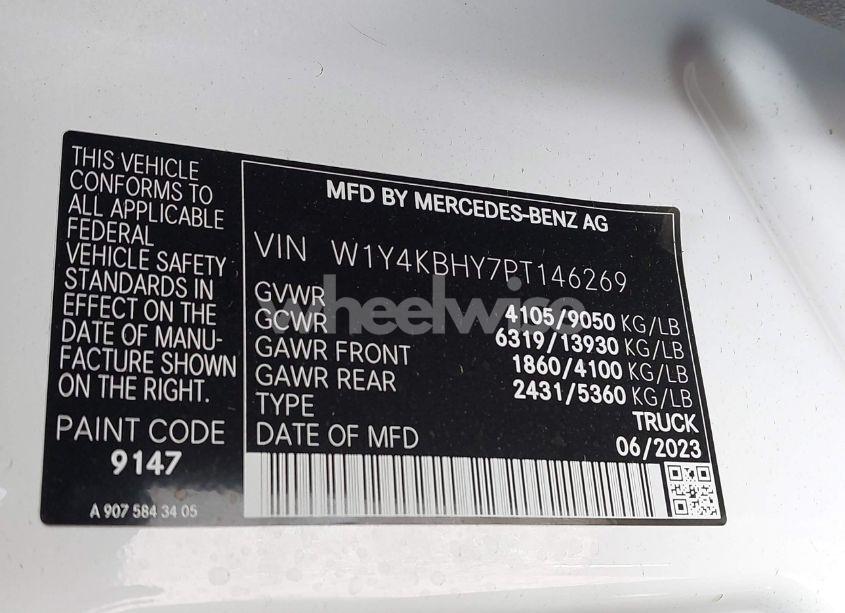 THIS VEHICLE
CONFORMS TO
ALL APPLICABLE
FEDERAL
VEHICLE SAFETY
STANDARDS IN
EFFECT ON THE
DATE OF MANU-
FACTURE SHOWN
ON THE RIGHT.
PAINT CODE
9147
A 907 584 34 05
MFD BY MERCEDES-BENZ AG
VIN W1Y4KBHY7PT146269
GVWR 4105/9050 KG/LB
GCWR 6319/13930 KG/LB
GAWR FRONT 1860/4100 KG/LB
GAWR REAR 2431/5360 KG/LB
TYPE TRUCK
DATE OF MFD 06/2023
wheelwise